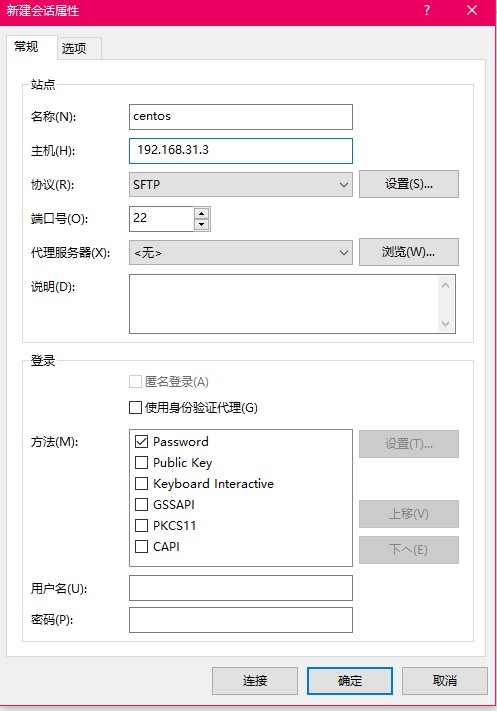 新建会话属性 ? ×
常规 选项
站点
名称(N): centos
主机(H): 192.168.31.3
协议(R): SFTP 设置(S)...
端口号(O): 22
代理服务器(X): <无> 浏览(W)...
说明(D):
登录
匿名登录(A)
使用身份验证代理(G)
方法(M): Password 设置(T)...
Public Key
Keyboard Interactive
GSSAPI
上移(V)
PKCS11
CAPI
下へ(E)
用户名(U):
密码(P):
连接 确定 取消